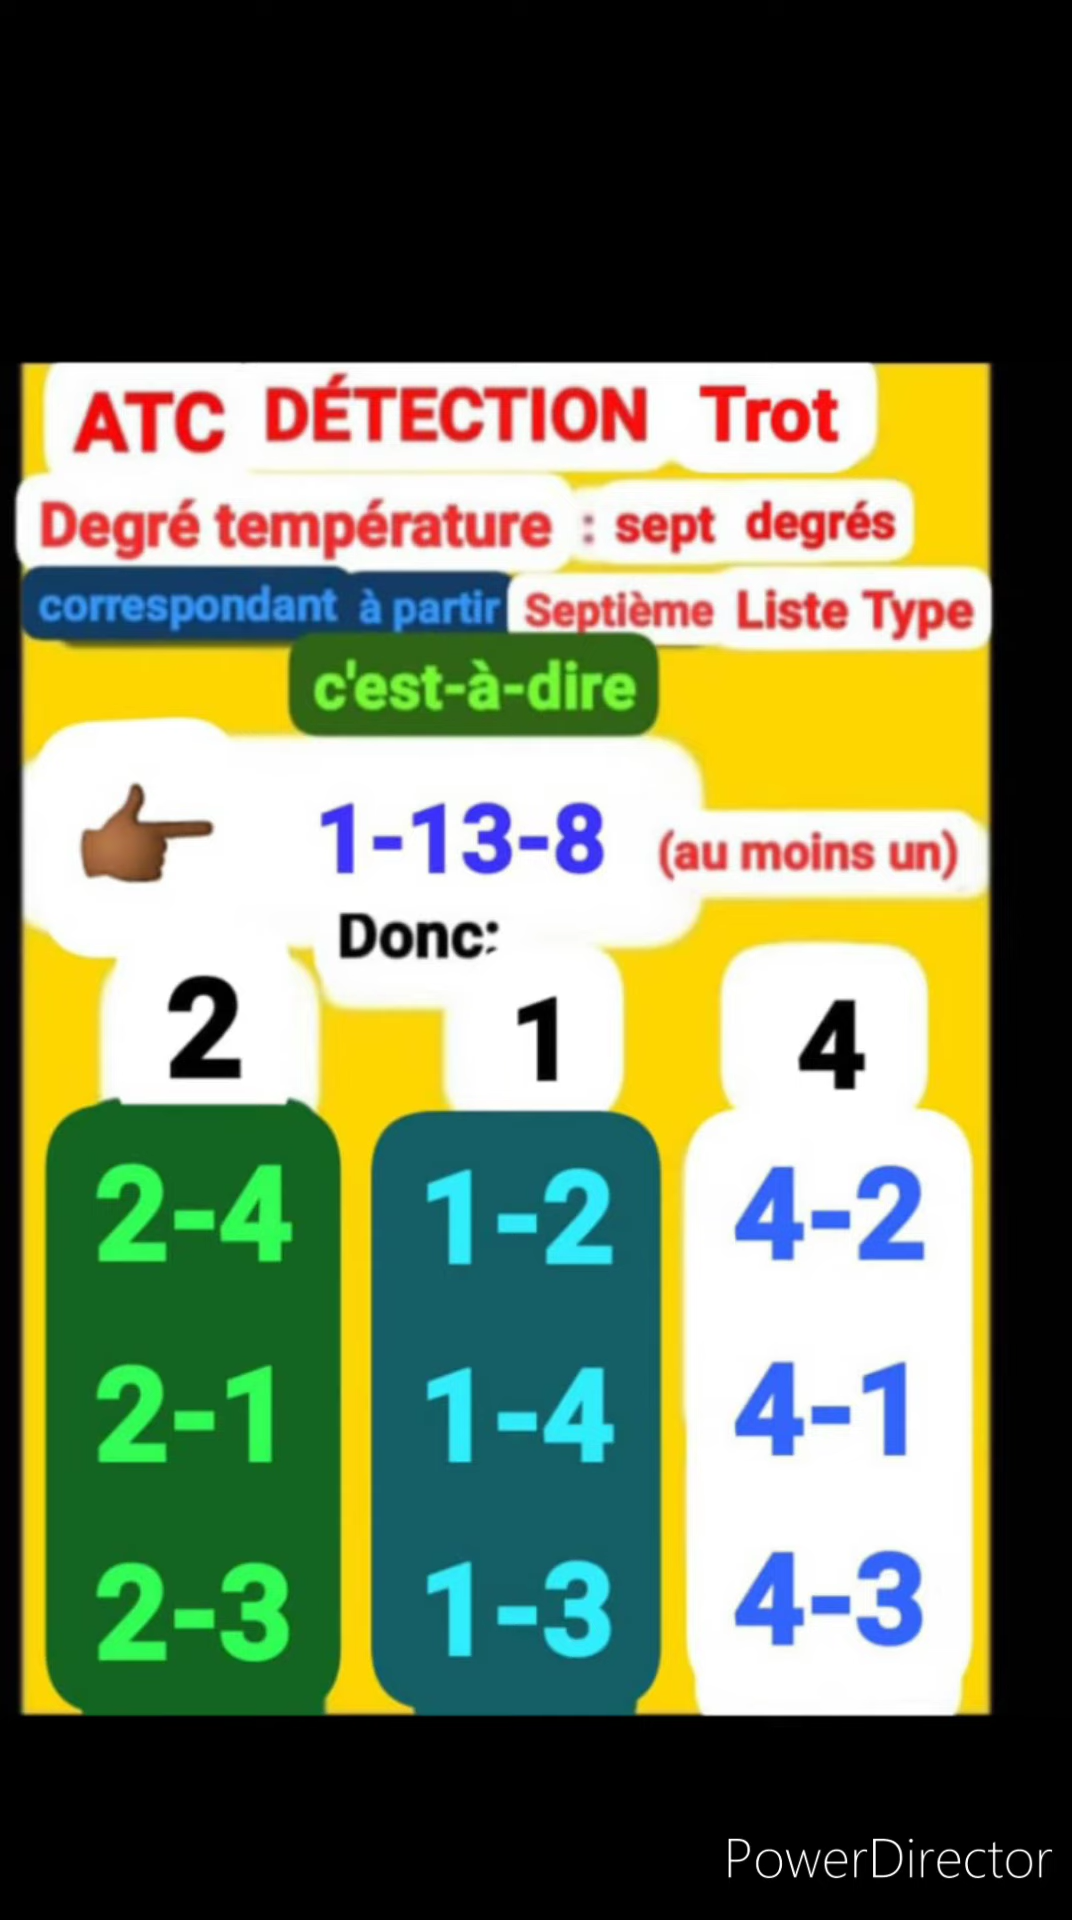 ATC DÉTECTION Trot
Degré température : sept degrés
correspondant à partir Septième Liste Type
c'est-à-dire
1-13-8 (au moins un)
Donc:
2 1 4
2-4 1-2 4-2
2-1 1-4 4-1
2-3 1-3 4-3
PowerDirector